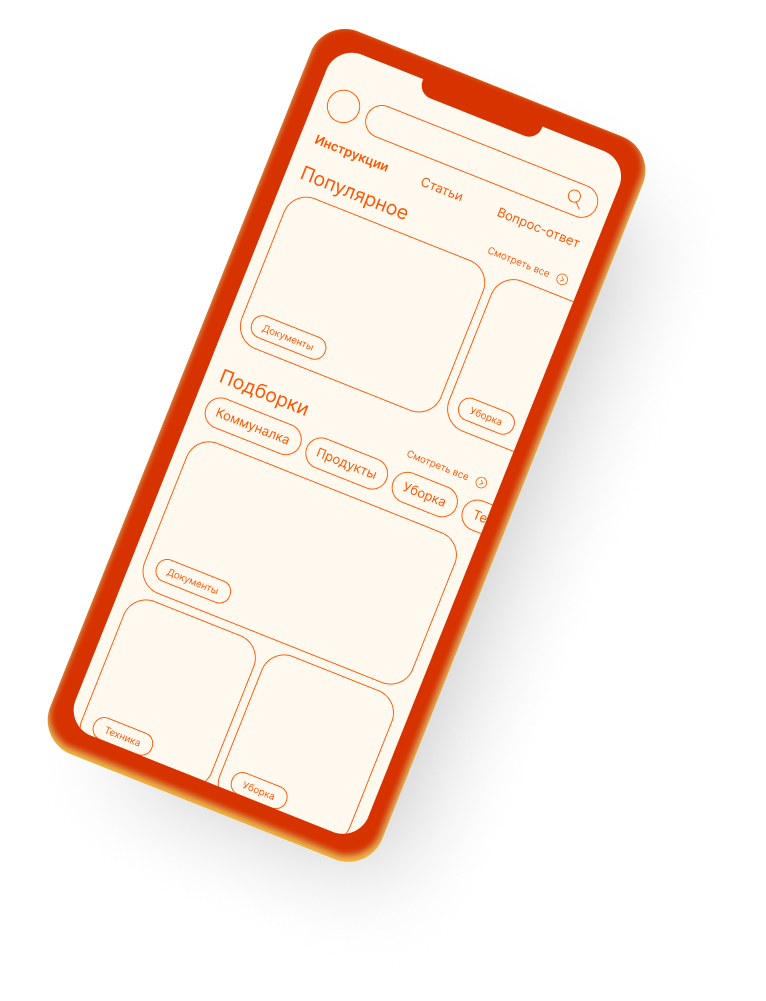 Инструкции Статьи Вопрос-ответ
Популярное
Смотреть все
Документы
Уборка
Подборки
Смотреть все
Коммуналка Продукты Уборка Те
Документы
Техника
Уборка